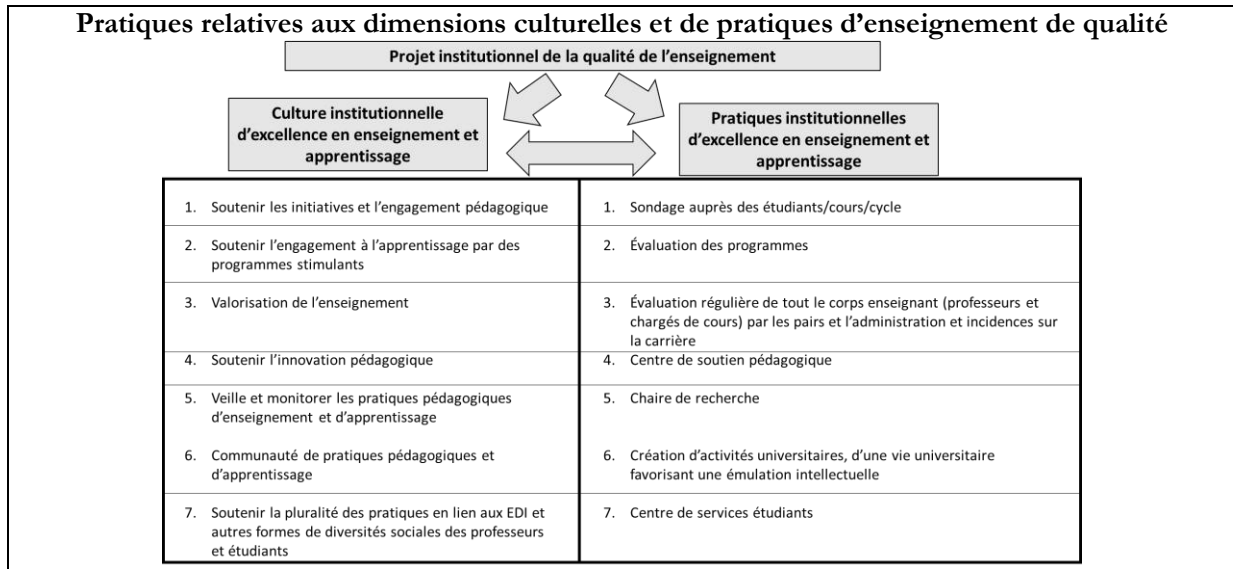 Pratiques relatives aux dimensions culturelles et de pratiques d'enseignement de qualité
Projet institutionnel de la qualité de l'enseignement
Culture institutionnelle
d'excellence en enseignement et
apprentissage
Pratiques institutionnelles
d'excellence en enseignement et
apprentissage
1. Soutenir les initiatives et l'engagement pédagogique
1. Sondage auprès des étudiants/cours/cycle
2. Soutenir l'engagement à l'apprentissage par des
programmes stimulants
2. Évaluation des programmes
3. Valorisation de l'enseignement
3. Évaluation régulière de tout le corps enseignant (professeurs et
chargés de cours) par les pairs et l'administration et incidences sur
la carrière
4. Soutenir l'innovation pédagogique
4. Centre de soutien pédagogique
5. Veille et monitorer les pratiques pédagogiques
d'enseignement et d'apprentissage
5. Chaire de recherche
6. Communauté de pratiques pédagogiques et
d'apprentissage
6. Création d'activités universitaires, d'une vie universitaire
favorisant une émulation intellectuelle
7. Soutenir la pluralité des pratiques en lien aux EDI et
autres formes de diversités sociales des professeurs
et étudiants
7. Centre de services étudiants